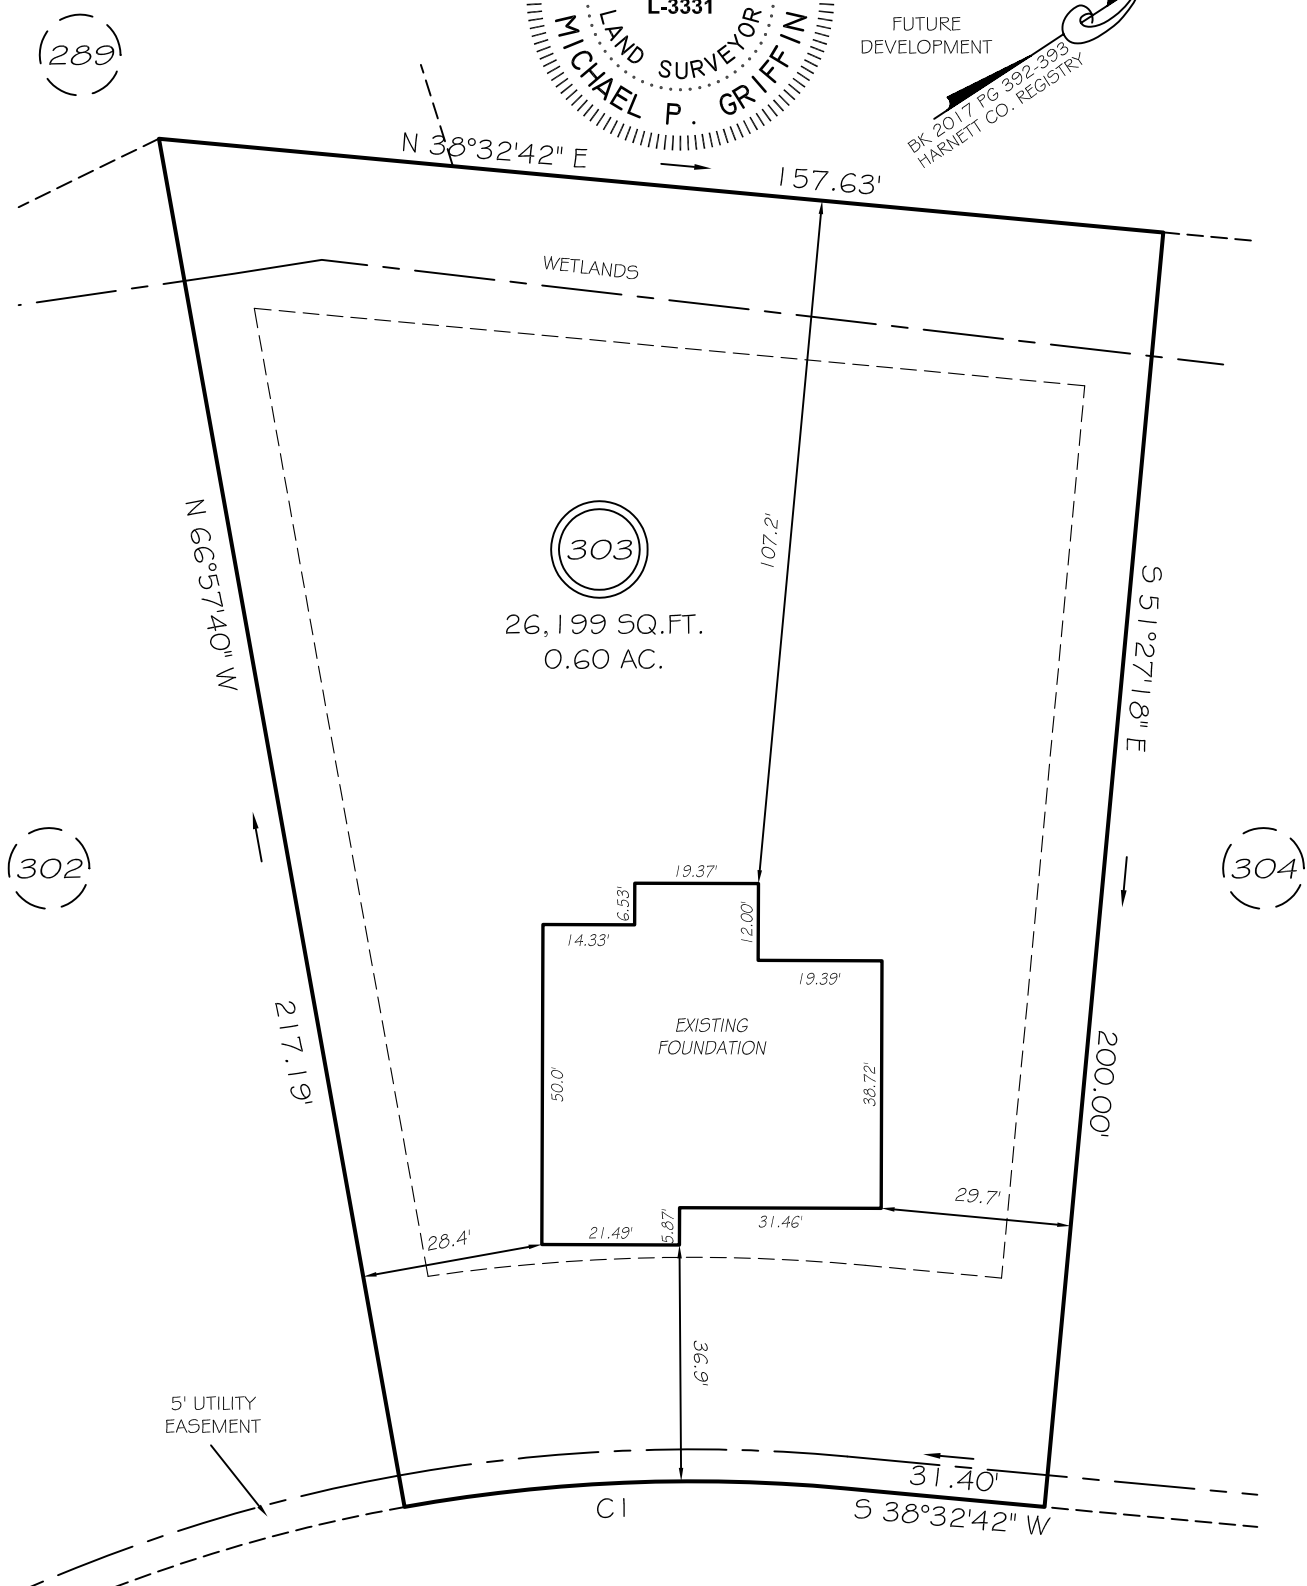 L-3331
LAND SURVEYOR
MICHAEL P. GRIFFIN
FUTURE
DEVELOPMENT
BK 2017 PG 392-393
HARNETT CO. REGISTRY
289
N 38°32'42" E
157.63'
WETLANDS
N 66°57'40" W
217.19'
303
26,199 SQ.FT.
0.60 AC.
107.2'
S 51°27'18" E
200.00'
302
304
19.37'
6.53'
14.33'
12.00'
19.39'
EXISTING
FOUNDATION
50.0'
38.72'
21.49'
5.87'
31.46'
28.4'
29.7'
36.9'
5' UTILITY
EASEMENT
31.40'
C1
S 38°32'42" W